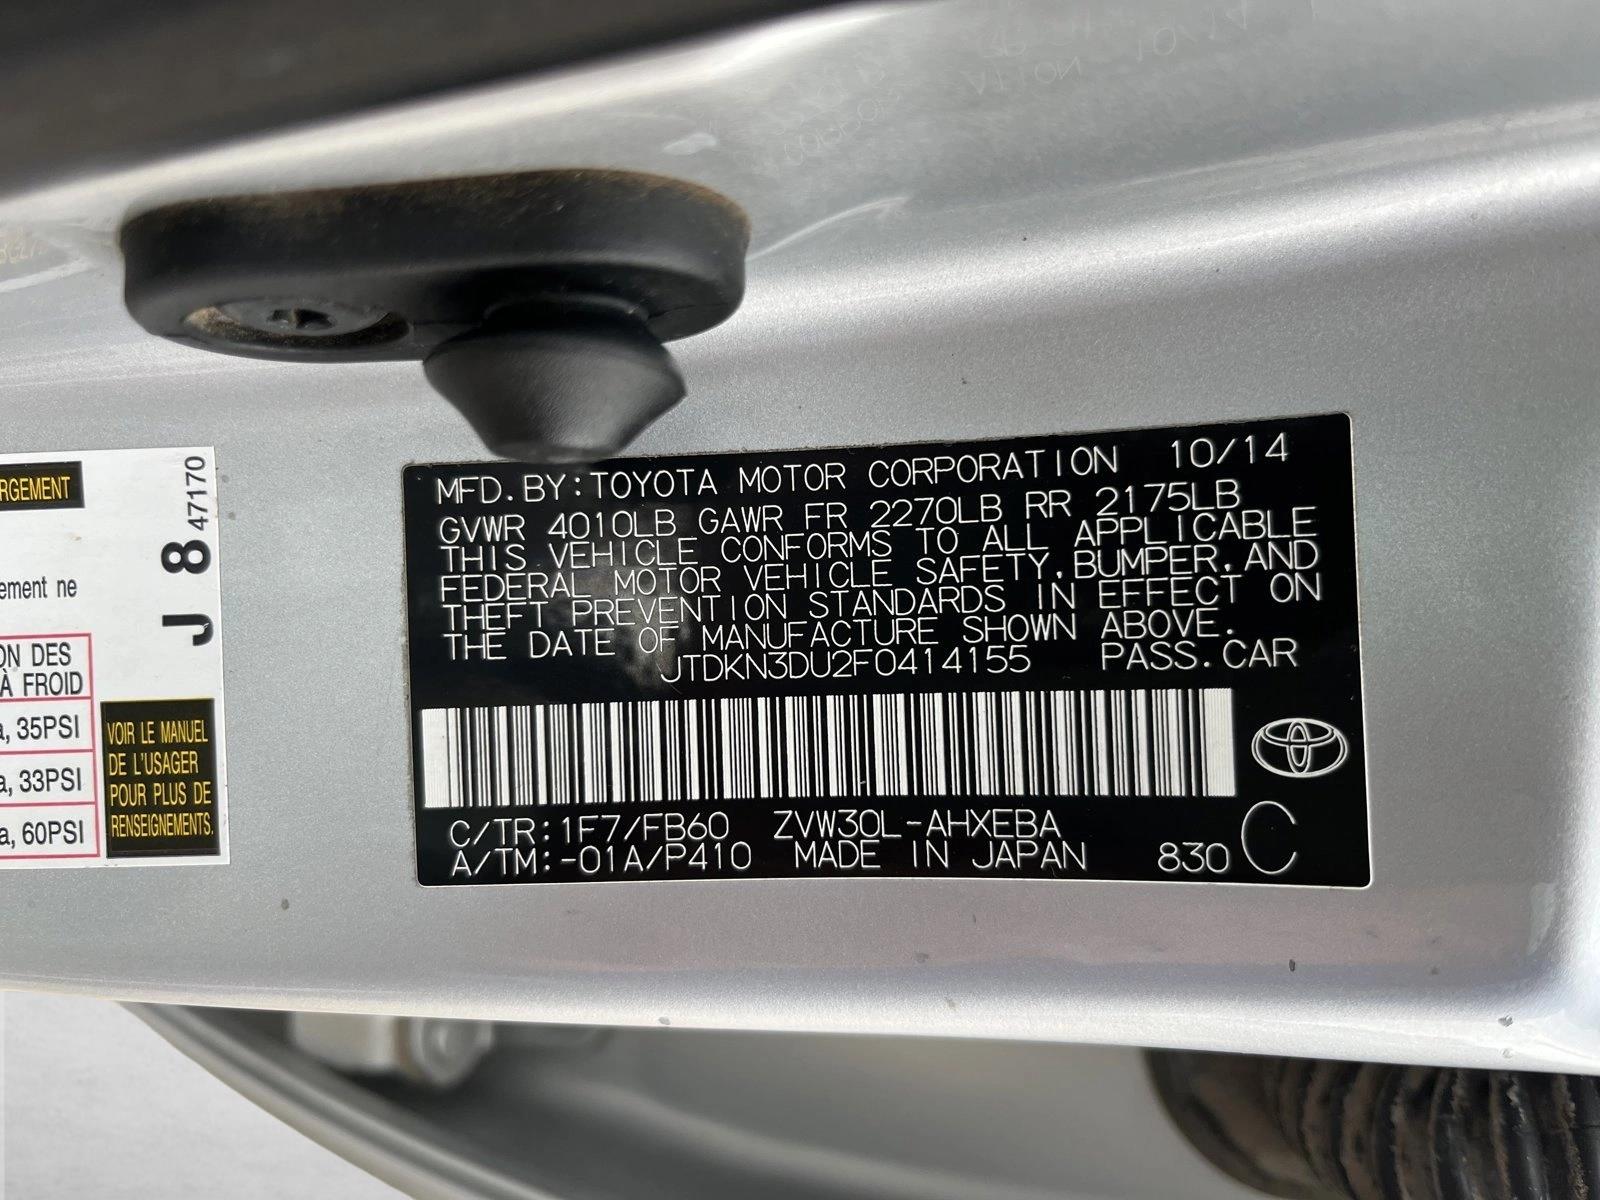 RGEMENT
ement ne
ON DES
À FROID
a, 35PSI
a, 33PSI
a, 60PSI
J 8 47170
VOIR LE MANUEL
DE L'USAGER
POUR PLUS DE
RENSEIGNEMENTS.
MFD.BY:TOYOTA MOTOR CORPORATION 10/14
GVWR 4010LB GAWR FR 2270LB RR 2175LB
THIS VEHICLE CONFORMS TO ALL APPLICABLE
FEDERAL MOTOR VEHICLE SAFETY,BUMPER,AND
THEFT PREVENTION STANDARDS IN EFFECT ON
THE DATE OF MANUFACTURE SHOWN ABOVE.
JTDKN3DU2F0414155 PASS.CAR
C/TR:1F7/FB60 ZVW30L-AHXEBA
A/TM:-01A/P410 MADE IN JAPAN 830 C